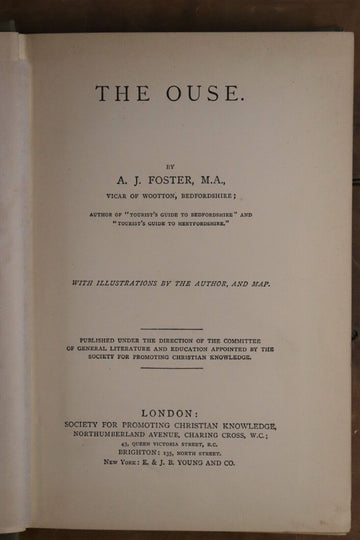 THE OUSE.
BY
A. J. FOSTER, M.A.,
VICAR OF WOOTTON, BEDFORDSHIRE;
AUTHOR OF "TOURIST'S GUIDE TO BEDFORDSHIRE" AND
"TOURIST'S GUIDE TO HERTFORDSHIRE."
WITH ILLUSTRATIONS BY THE AUTHOR, AND MAP.
PUBLISHED UNDER THE DIRECTION OF THE COMMITTEE
OF GENERAL LITERATURE AND EDUCATION APPOINTED BY THE
SOCIETY FOR PROMOTING CHRISTIAN KNOWLEDGE.
LONDON:
SOCIETY FOR PROMOTING CHRISTIAN KNOWLEDGE,
NORTHUMBERLAND AVENUE, CHARING CROSS, W.C.;
43, QUEEN VICTORIA STREET, E.C.
BRIGHTON: 135, NORTH STREET.
NEW YORK: E. & J. B. YOUNG AND CO.